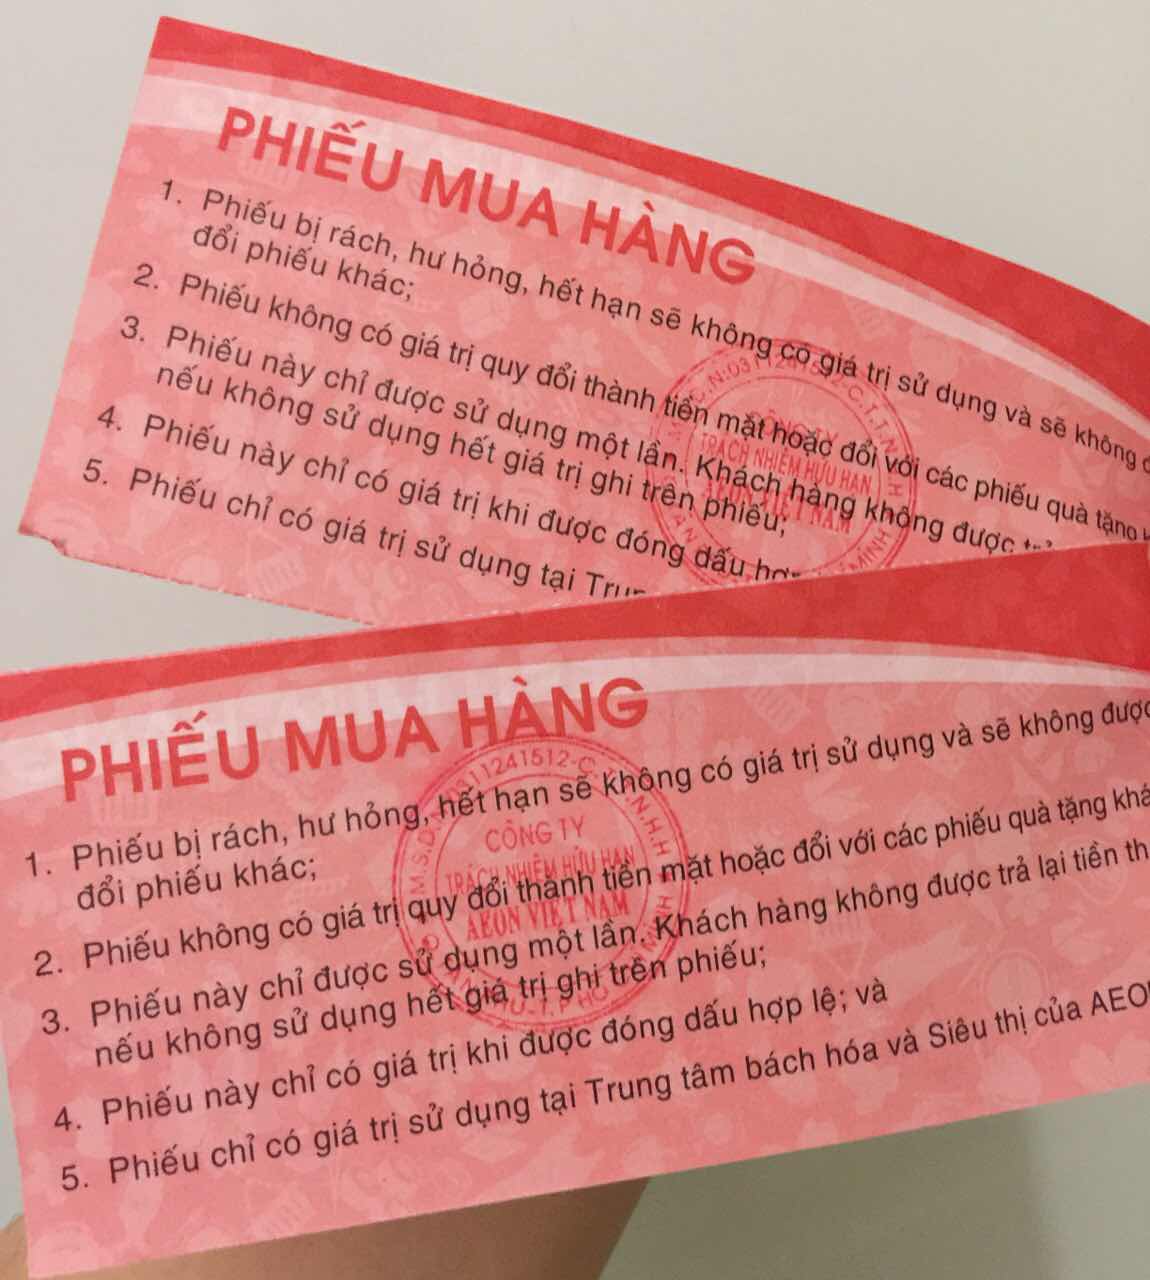 PHIẾU MUA HÀNG
1. Phiếu bị rách, hư hỏng, hết hạn sẽ không có giá trị sử dụng và sẽ không
đổi phiếu khác;
2. Phiếu không có giá trị quy đổi thành tiền mặt hoặc đổi với các phiếu quà tặng
3. Phiếu này chỉ được sử dụng một lần. Khách hàng không được
nếu không sử dụng hết giá trị ghi trên phiếu;
4. Phiếu này chỉ có giá trị khi được đóng dấu
5. Phiếu chỉ có giá trị sử dụng tại
CÔNG TY
TRÁCH NHIỆM HỮU HẠN
AEON VIỆT NAM
PHIẾU MUA HÀNG
1. Phiếu bị rách, hư hỏng, hết hạn sẽ không có giá trị sử dụng và sẽ không được
đổi phiếu khác;
2. Phiếu không có giá trị quy đổi thành tiền mặt hoặc đổi với các phiếu quà tặng
3. Phiếu này chỉ được sử dụng một lần. Khách hàng không được trả lại tiền
nếu không sử dụng hết giá trị ghi trên phiếu;
4. Phiếu này chỉ có giá trị khi được đóng dấu hợp lệ; và
5. Phiếu chỉ có giá trị sử dụng tại Trung tâm bách hóa và Siêu thị của
CÔNG TY
TRÁCH NHIỆM HỮU HẠN
AEON VIỆT NAM